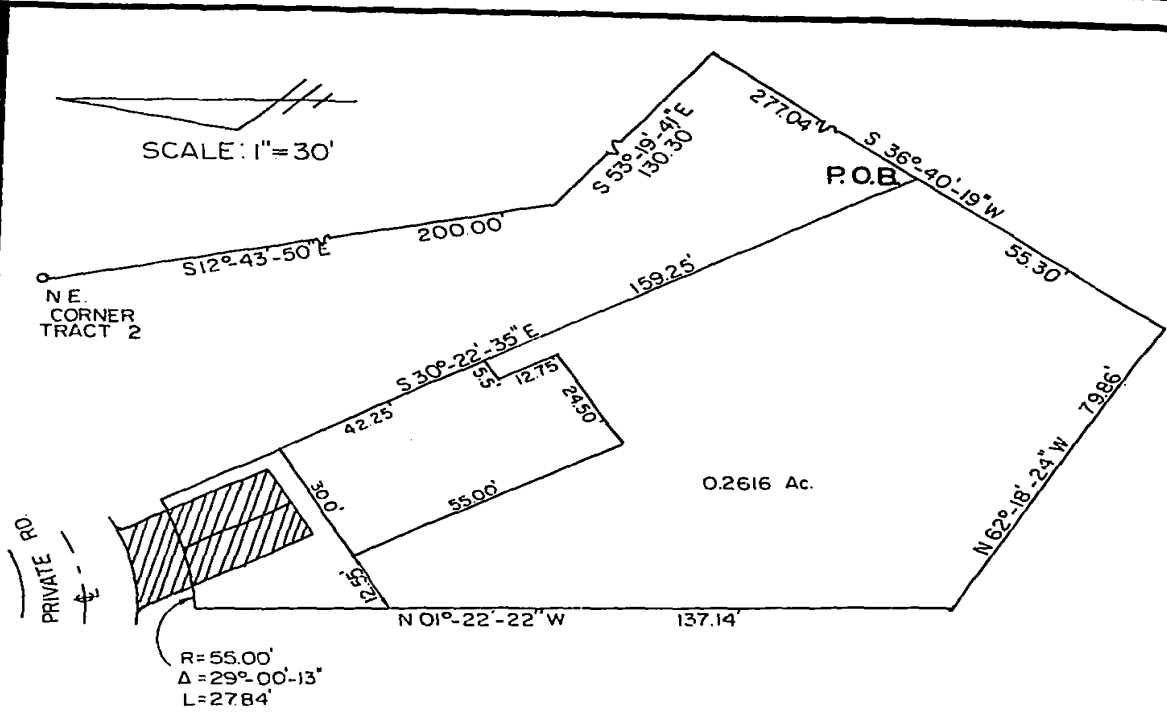 SCALE: 1"=30'
277.04'
S 36°-40'-19" W
S 53°-19'-41" E
130.30'
P.O.B.
200.00'
S12°-43'-50"E
55.30'
N E.
CORNER
TRACT 2
159.25'
S 30°-22'-35" E
5.5'
12.75'
42.25'
24.50'
79.86'
0.2616 Ac.
30.0'
55.00'
N 62°-18'-24" W
PRIVATE RD.
12.55'
N 01°-22'-22" W
137.14'
R=55.00'
Δ=29°-00'-13"
L=27.84'